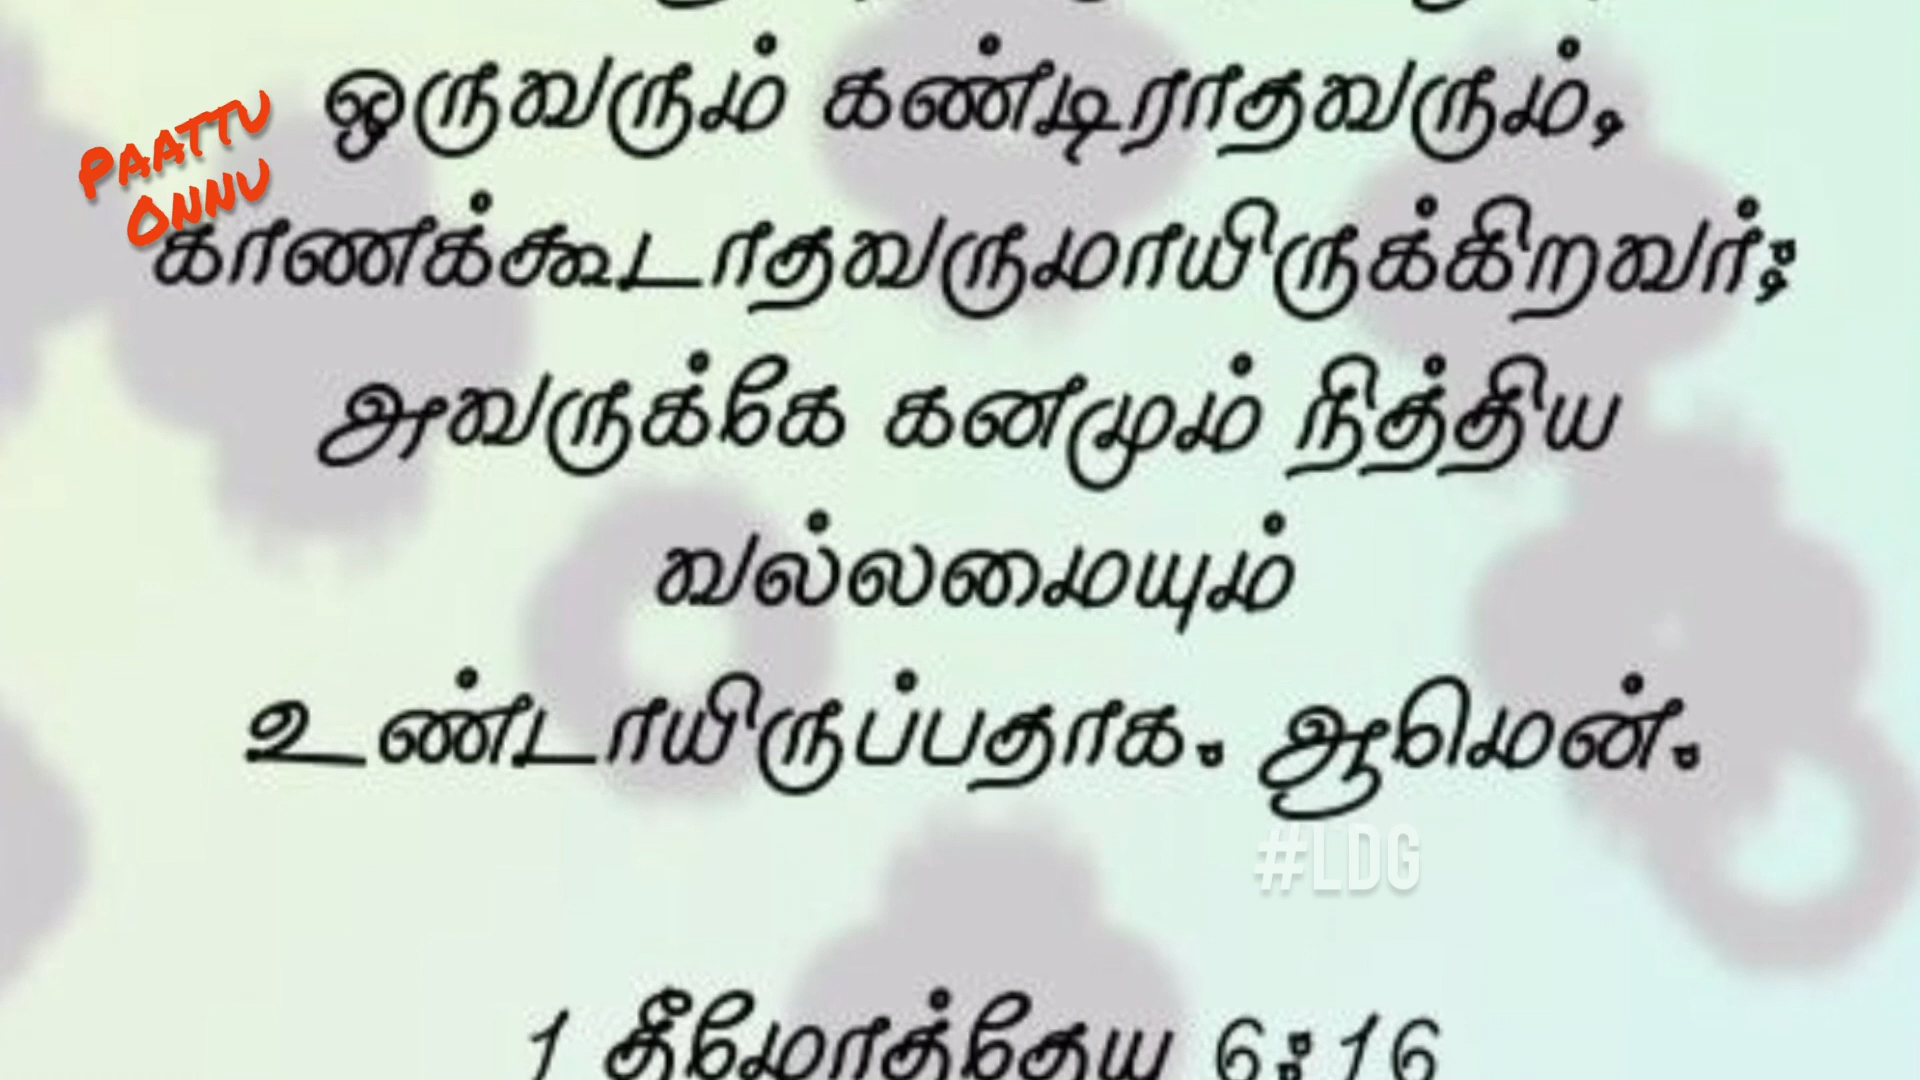 ஒருவரும் கண்டிராதவரும்,
PAATTU
ONNU
காணக்கூடாதவருமாயிருக்கிறவர்;
அவருக்கே கனமும் நித்திய
வல்லமையும்
உண்டாயிருப்பதாக. ஆமென்.
#LDG
1 தீமோத்தேய 6:16